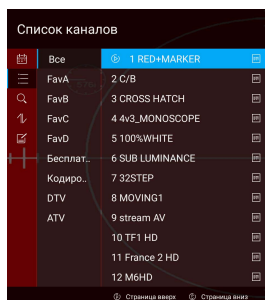 Список каналов
Все
FavA
FavB
FavC
FavD
Бесплат..
Кодиро..
DTV
ATV
1 RED+MARKER
2 C/B
3 CROSS HATCH
4 4v3_MONOSCOPE
5 100%WHITE
6 SUB LUMINANCE
7 32STEP
8 MOVING1
9 stream AV
10 TF1 HD
11 France 2 HD
12 M6HD
Страница вверх Страница вниз